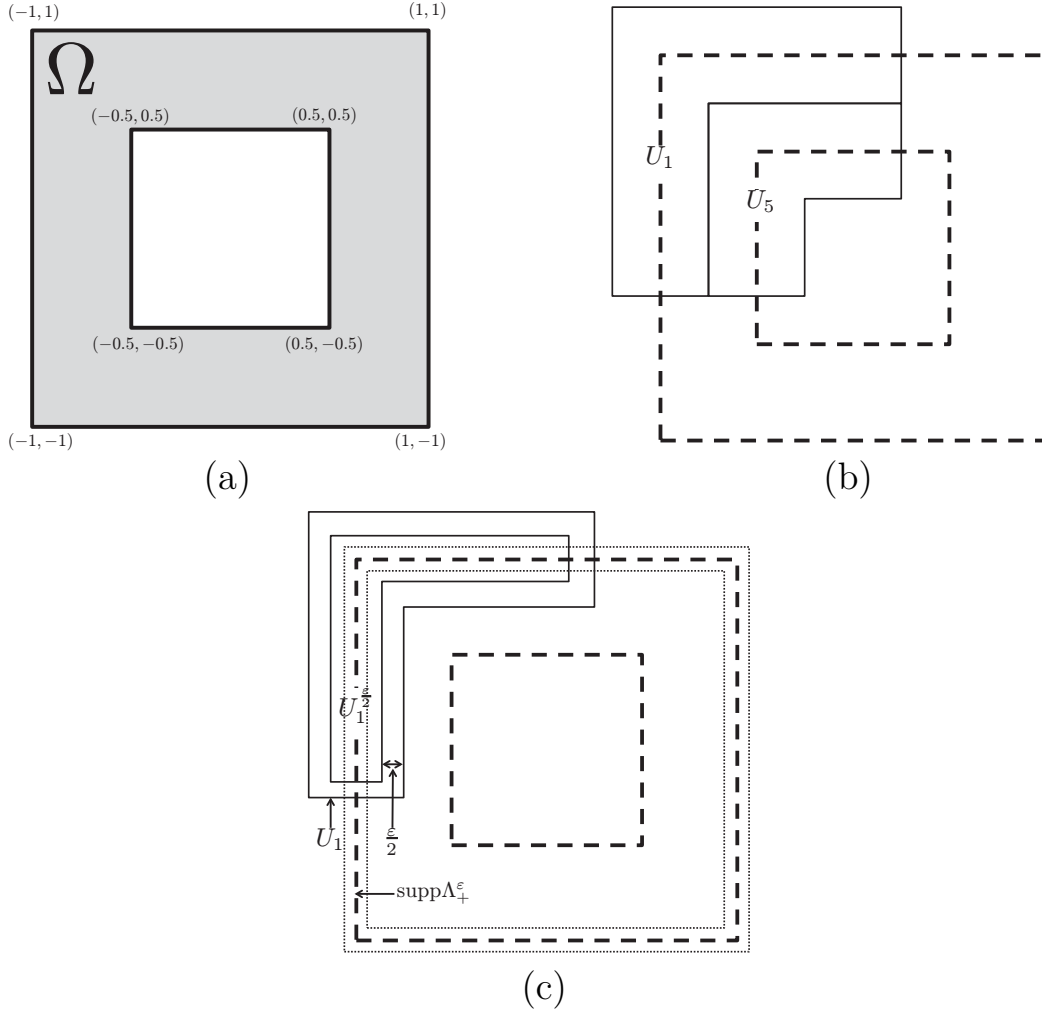 (−1, 1) (1, 1)
Ω
(−0.5, 0.5) (0.5, 0.5)
(−0.5, −0.5) (0.5, −0.5)
(−1, −1) (1, −1)
(a)
U₁
U₅
(b)
U₁^{-ε/2}
U₁ ε/2
suppΛ₊^ε
(c)